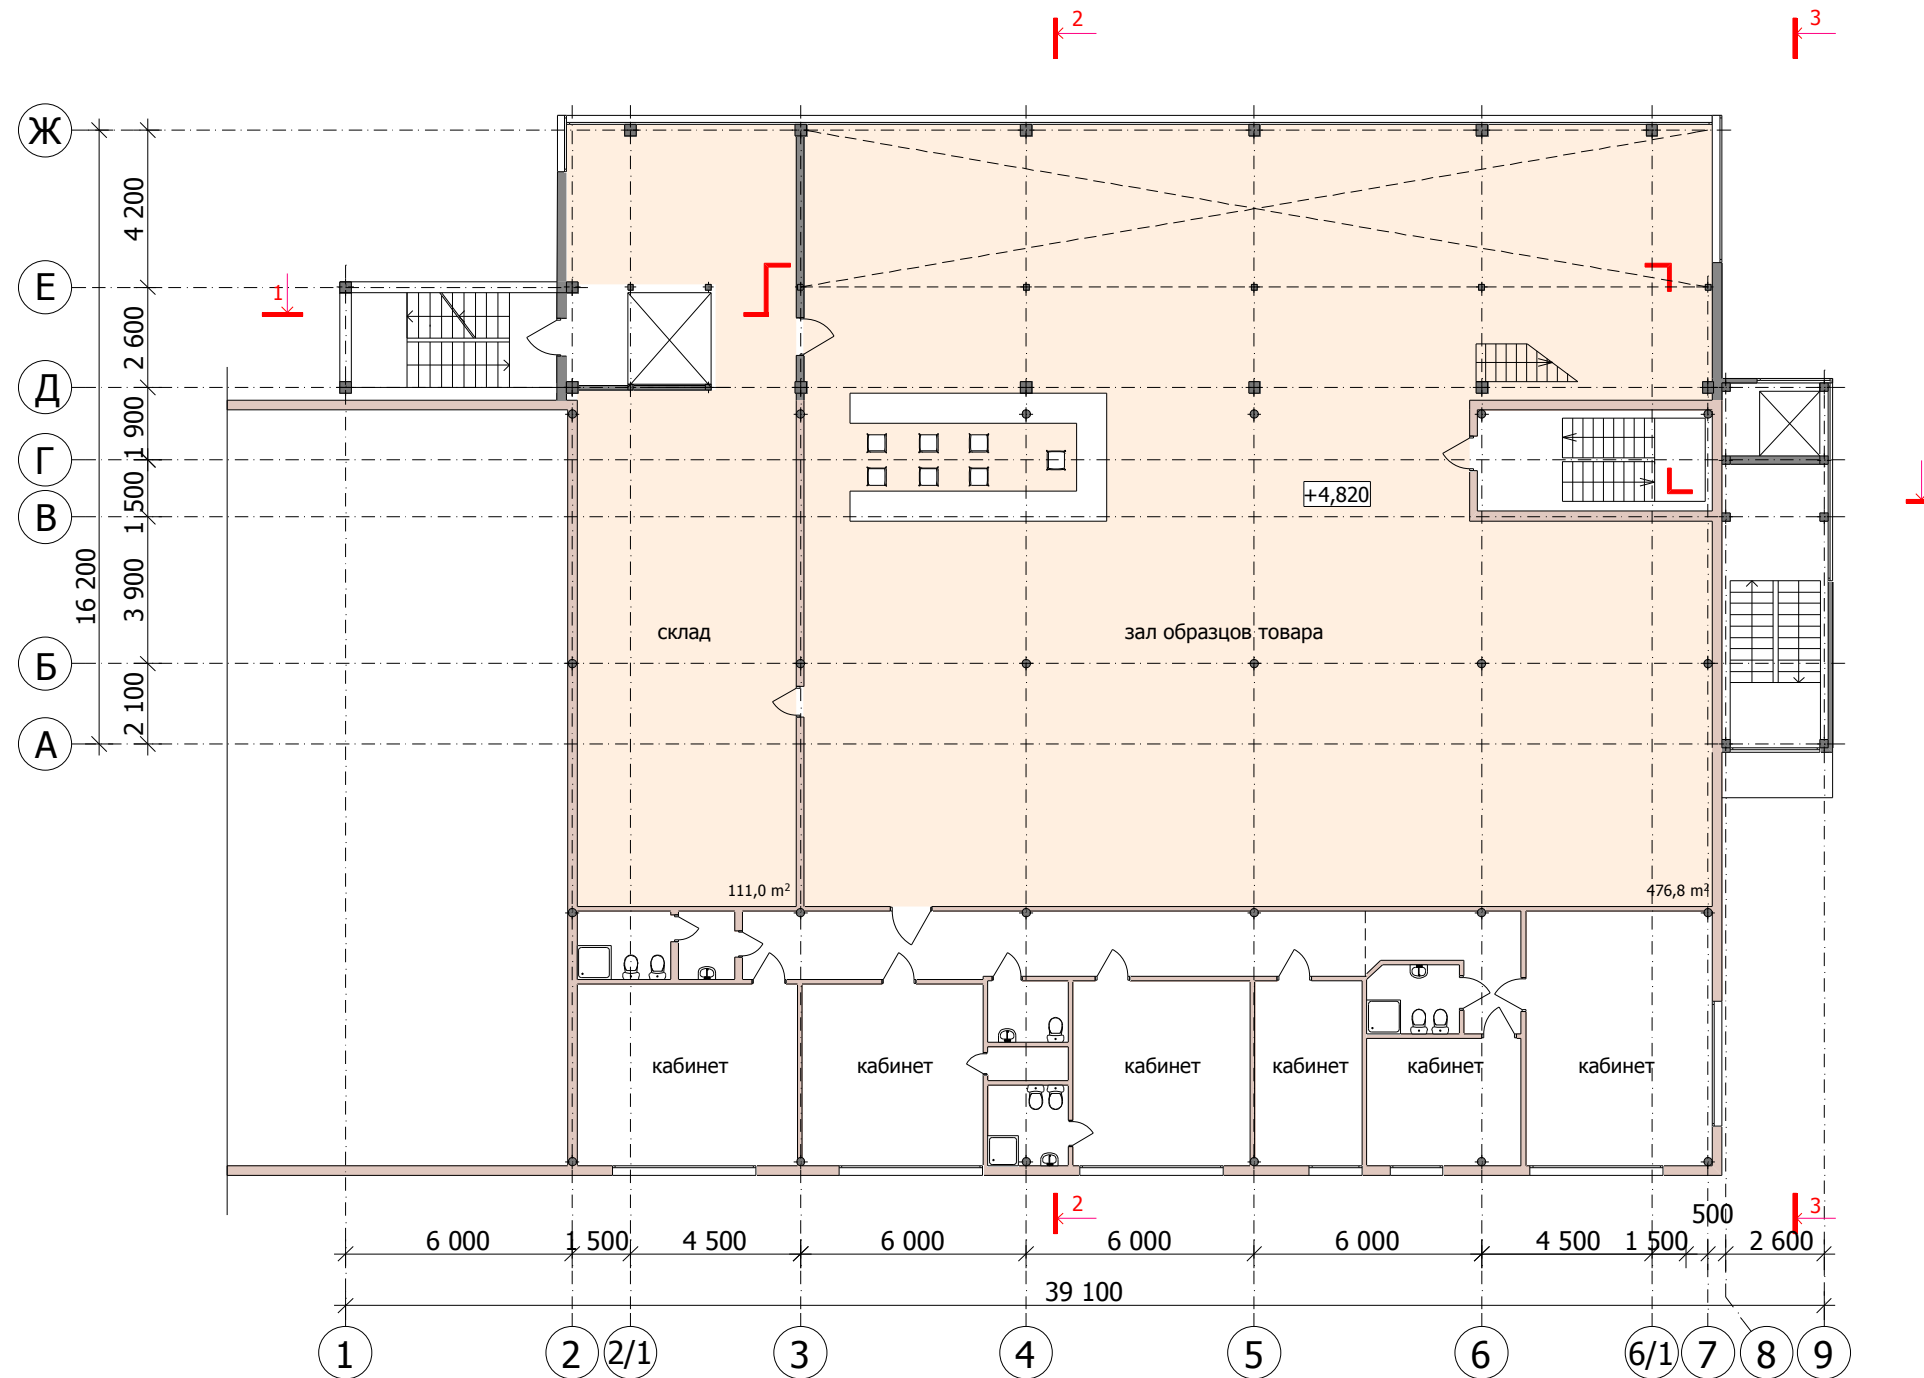 2
3
Ж
4 200
Е
1
2 600
Д
1 900
Г
+4,820
1 500
В
16 200
3 900
склад
зал образцов товара
Б
2 100
А
111,0 m²
476,8 m²
кабинет
кабинет
кабинет
кабинет
кабинет
кабинет
2
3
500
6 000
1 500
4 500
6 000
6 000
6 000
4 500
1 500
2 600
39 100
1
2
2/1
3
4
5
6
6/1
7
8
9